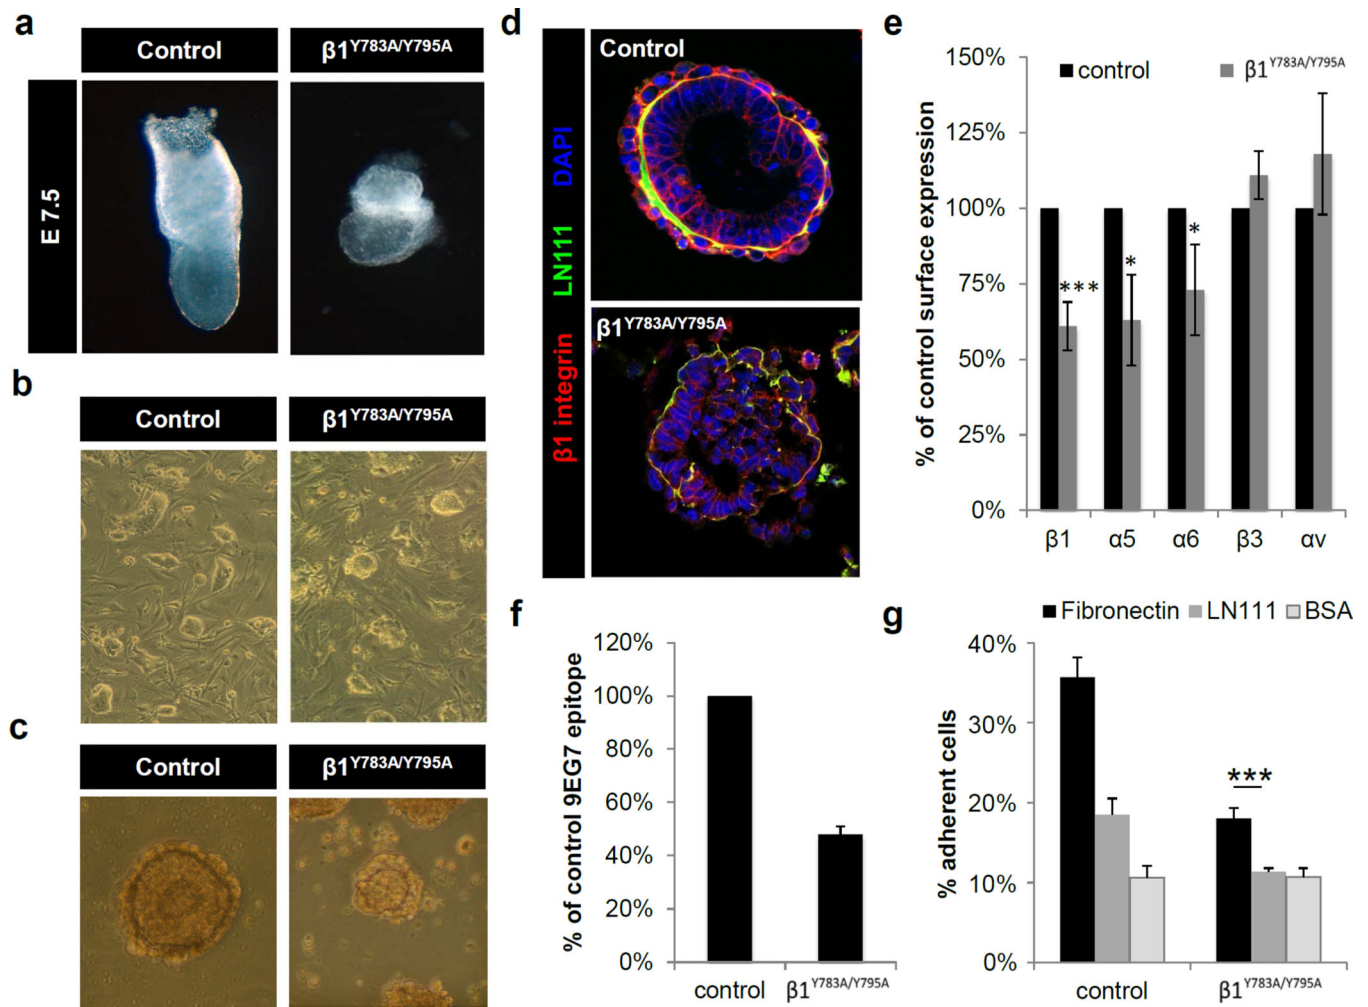 a
Control
β1Y783A/Y795A
E 7.5
b
Control
β1Y783A/Y795A
c
Control
β1Y783A/Y795A
d
β1 integrin LN111 DAPI
Control
β1Y783A/Y795A
e
% of control surface expression
150%
125%
100%
75%
50%
25%
0%
control
β1Y783A/Y795A
***
*
*
β1 α5 α6 β3 αv
f
% of control 9EG7 epitope
120%
100%
80%
60%
40%
20%
0%
control β1Y783A/Y795A
g
Fibronectin LN111 BSA
% adherent cells
40%
30%
20%
10%
0%
***
control β1Y783A/Y795A